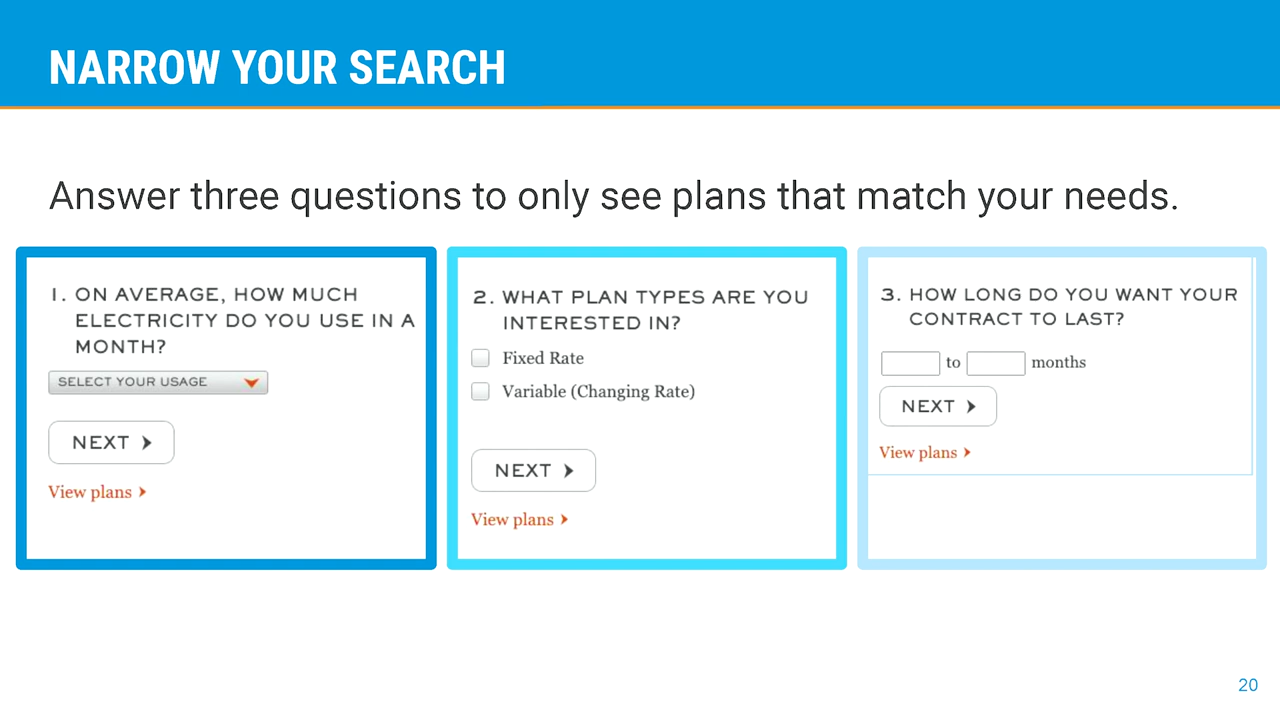 NARROW YOUR SEARCH
Answer three questions to only see plans that match your needs.
1. ON AVERAGE, HOW MUCH
ELECTRICITY DO YOU USE IN A
MONTH?
SELECT YOUR USAGE
NEXT
View plans
2. WHAT PLAN TYPES ARE YOU
INTERESTED IN?
Fixed Rate
Variable (Changing Rate)
NEXT
View plans
3. HOW LONG DO YOU WANT YOUR
CONTRACT TO LAST?
to months
NEXT
View plans
20